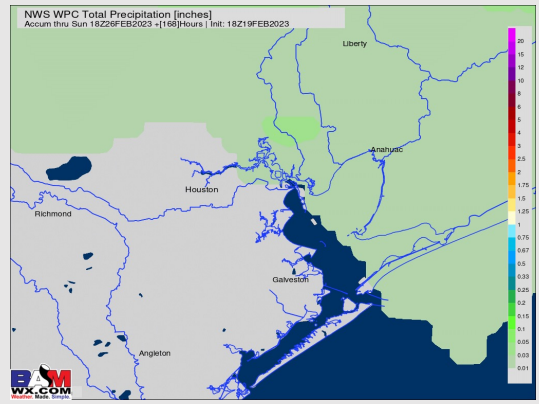 NWS WPC Total Precipitation [inches]
Accum thru Sun 18Z26FEB2023 +[168]Hours | Init: 18Z19FEB2023
Liberty
Anahuac
Houston
Richmond
Galveston
Angleton
20
15
12
10
8
6
5
4
3
2.5
2
1.75
1.5
1.25
1
0.75
0.67
0.5
0.33
0.25
0.2
0.15
0.1
0.05
0.03
0.01
BAM
WX.COM
Weather. Made. Simple.